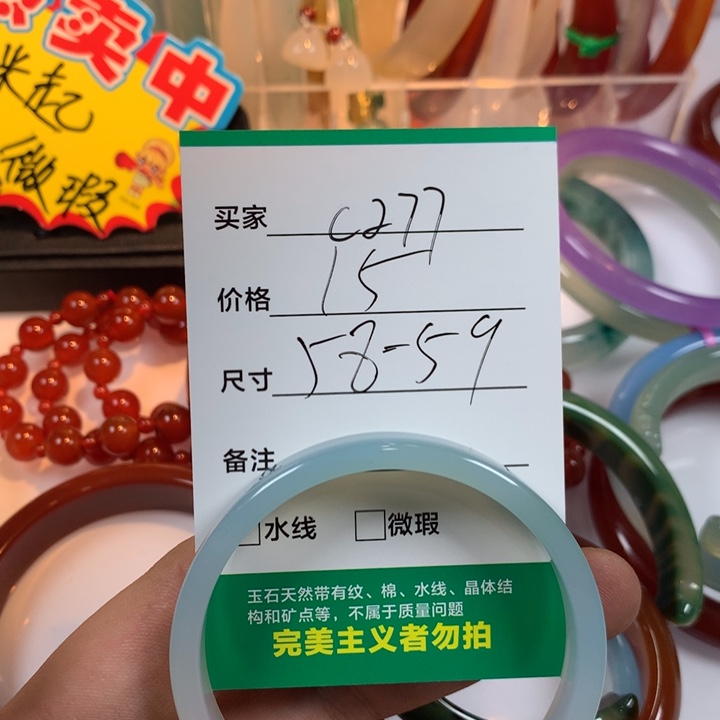 卖中
米起
微瑕
买家 C277
价格 15
尺寸 58-59
备注
水线 微瑕
玉石天然带有纹、棉、水线、晶体结
构和矿点等，不属于质量问题
完美主义者勿拍